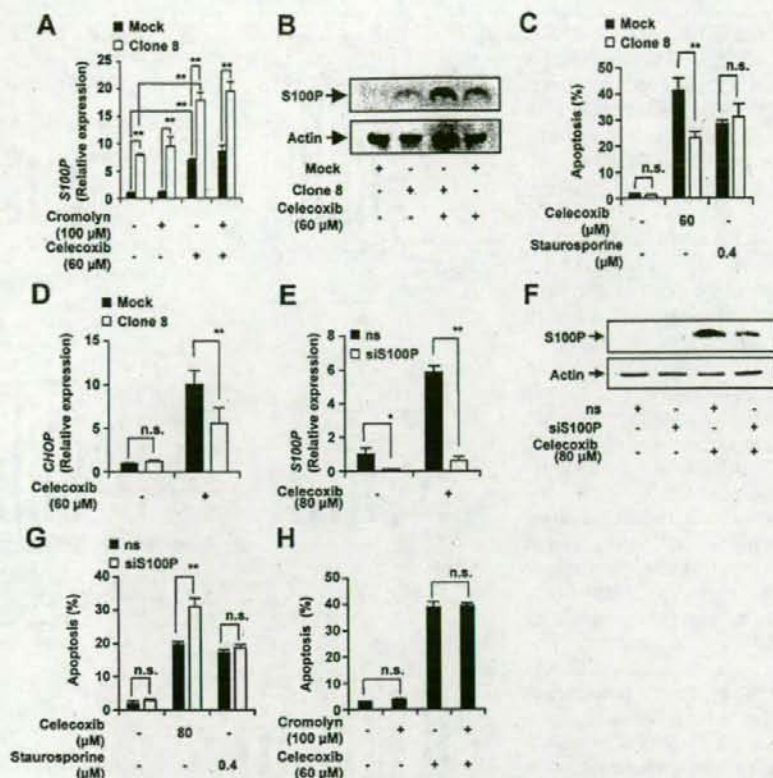 A
Mock
Clone 8
S100P
(Relative expression)
25
20
15
10
5
0
** ** ** ** ** **
Cromolyn
(100 µM)
- + - +
Celecoxib
(60 µM)
- - + +
B
S100P
Actin
Mock + - - +
Clone 8 - + + -
Celecoxib
(60 µM)
- - + +
C
Mock
Clone 8
Apoptosis (%)
50
40
30
20
10
0
n.s. ** n.s.
Celecoxib
(µM)
- 60 -
Staurosporine
(µM)
- - 0.4
D
Mock
Clone 8
CHOP
(Relative expression)
15
10
5
0
n.s. **
Celecoxib
(60 µM)
- +
E
ns
siS100P
S100P
(Relative expression)
8
6
4
2
0
* **
Celecoxib
(80 µM)
- +
F
S100P
Actin
ns + - + -
siS100P - + - +
Celecoxib
(80 µM)
- - + +
G
ns
siS100P
Apoptosis (%)
40
30
20
10
0
n.s. ** n.s.
Celecoxib
(µM)
- 80 -
Staurosporine
(µM)
- - 0.4
H
Apoptosis (%)
50
40
30
20
10
0
n.s. n.s.
Cromolyn
(100 µM)
- + - +
Celecoxib
(60 µM)
- - + +